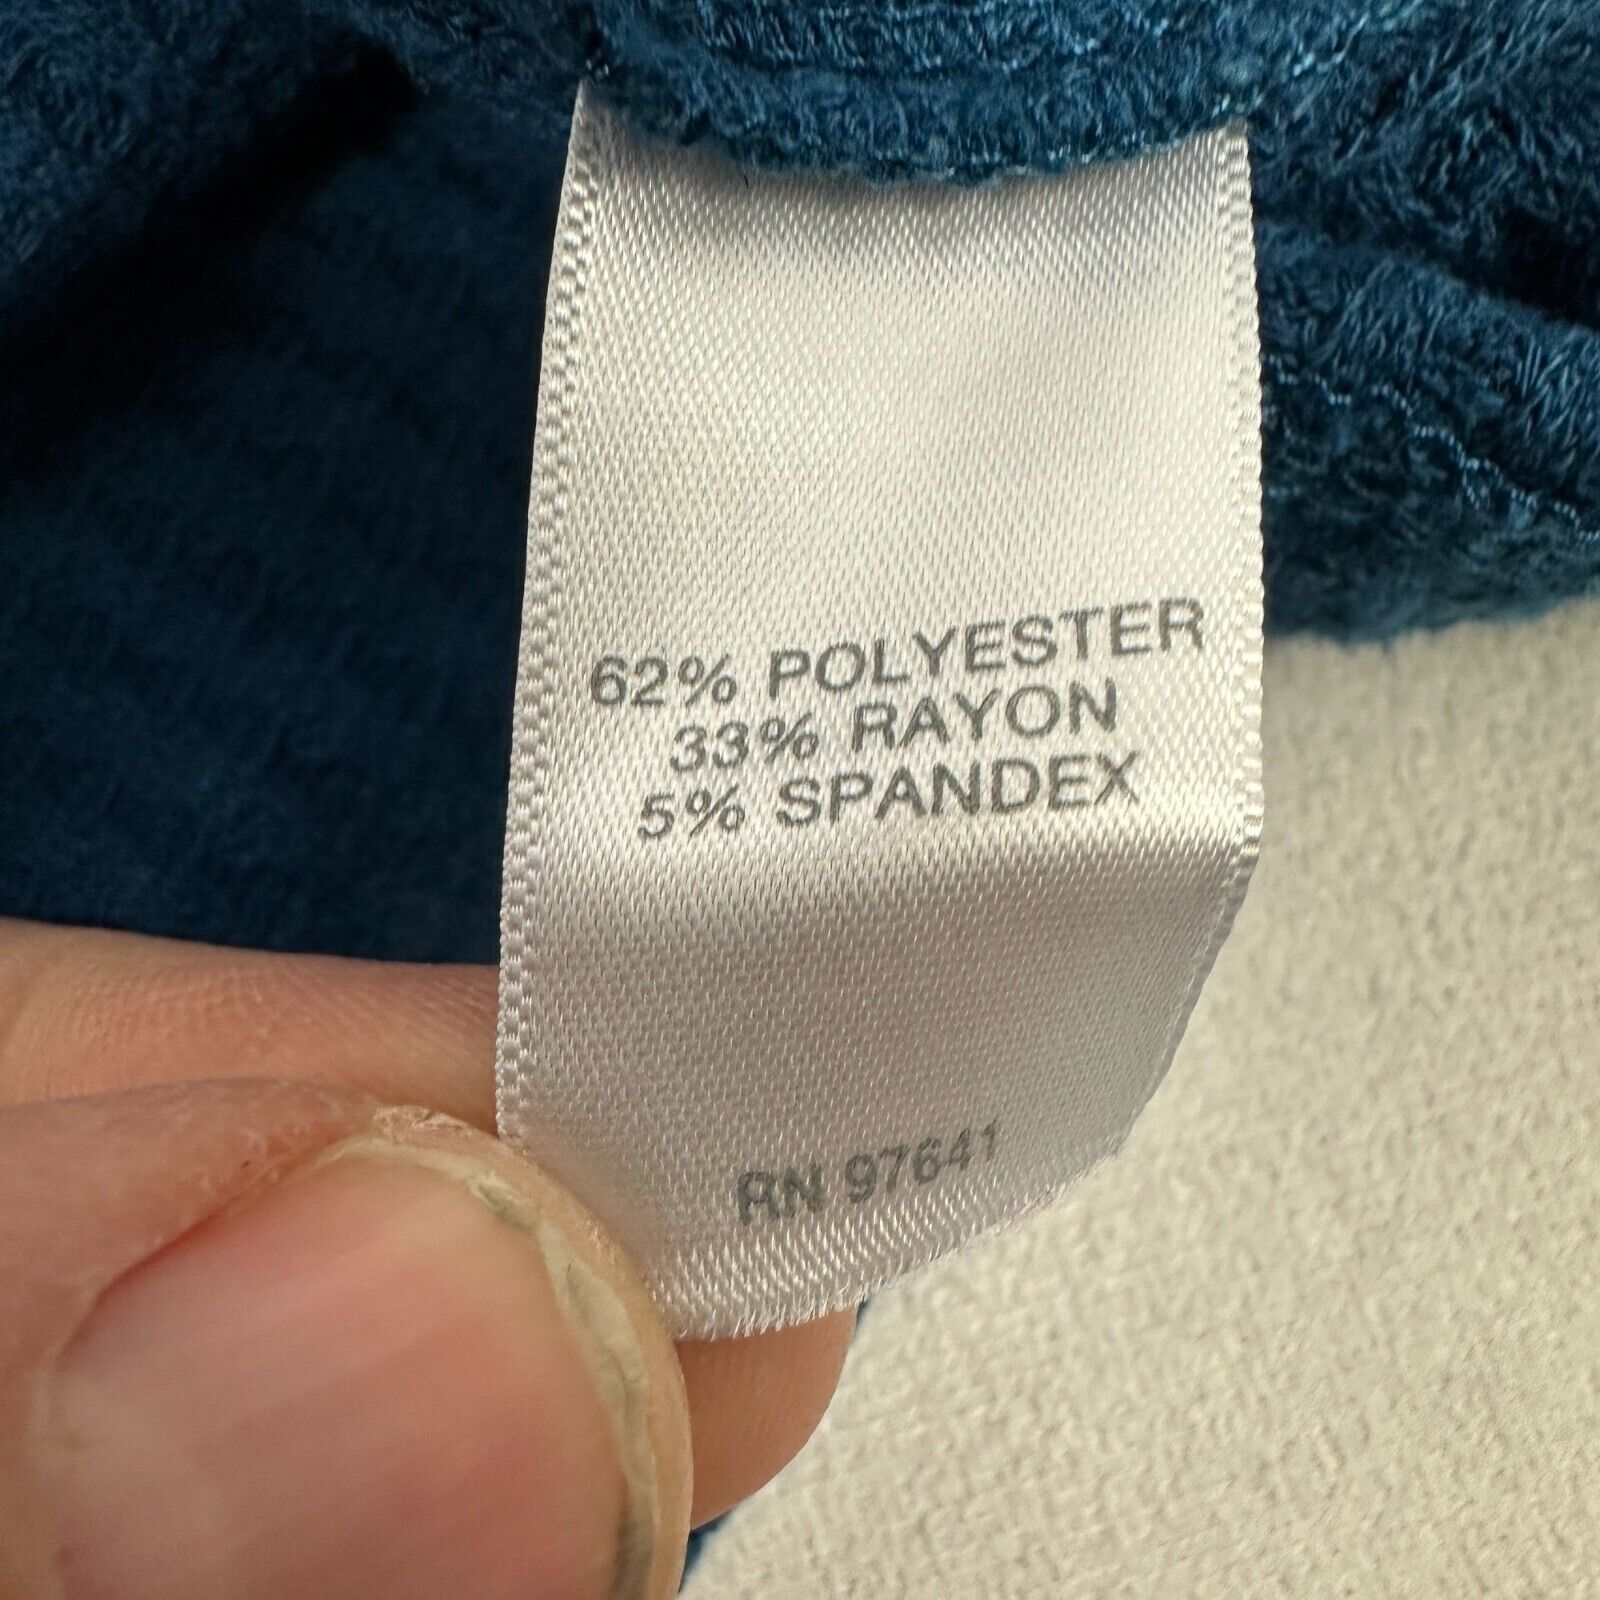 62% POLYESTER
33% RAYON
5% SPANDEX
RN 97641